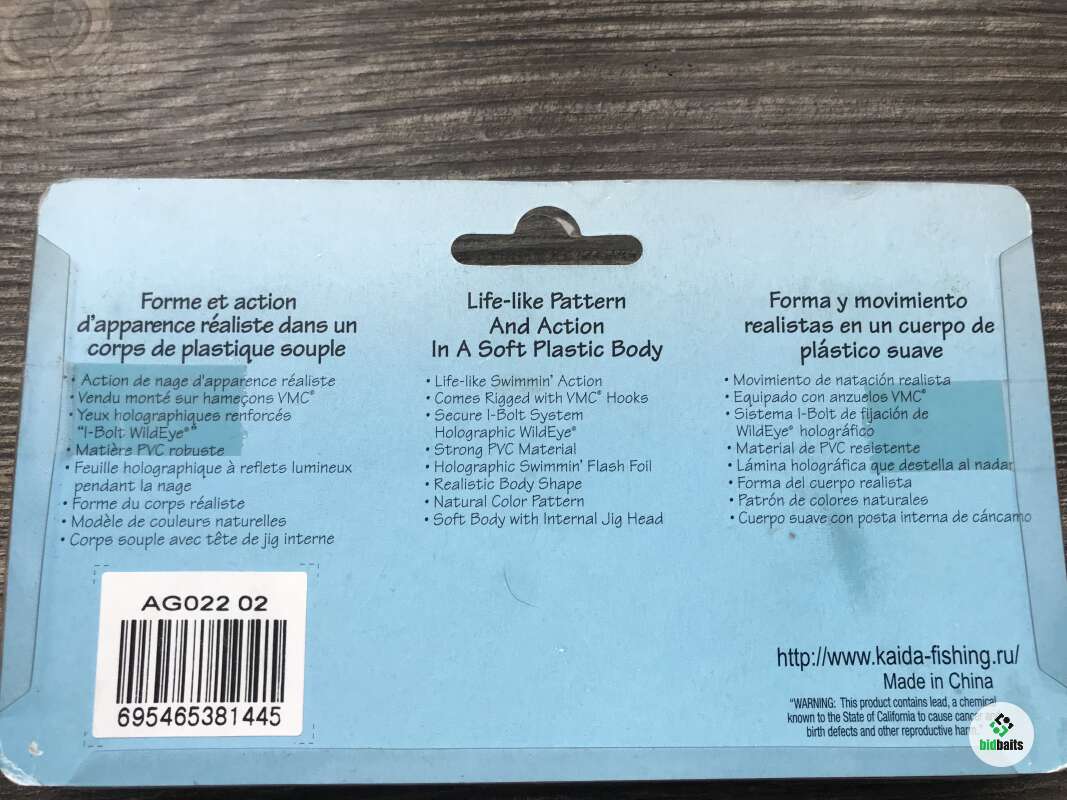 Forme et action
d'apparence réaliste dans un
corps de plastique souple
• Action de nage d'apparence réaliste
• Vendu monté sur hameçons VMC®
• Yeux holographiques renforcés
"I-Bolt WildEye®"
• Matière PVC robuste
• Feuille holographique à reflets lumineux
pendant la nage
• Forme du corps réaliste
• Modèle de couleurs naturelles
• Corps souple avec tête de jig interne
Life-like Pattern
And Action
In A Soft Plastic Body
• Life-like Swimmin' Action
• Comes Rigged with VMC® Hooks
• Secure I-Bolt System
Holographic WildEye®
• Strong PVC Material
• Holographic Swimmin' Flash Foil
• Realistic Body Shape
• Natural Color Pattern
• Soft Body with Internal Jig Head
Forma y movimiento
realistas en un cuerpo de
plástico suave
• Movimiento de natación realista
• Equipado con anzuelos VMC®
• Sistema I-Bolt de fijación de
WildEye® holográfico
• Material de PVC resistente
• Lámina holográfica que destella al nadar
• Forma del cuerpo realista
• Patrón de colores naturales
• Cuerpo suave con posta interna de cáncamo
AG022 02
695465381445
http://www.kaida-fishing.ru/
Made in China
"WARNING: This product contains lead, a chemical
known to the State of California to cause cancer
birth defects and other reproductive harm."
bidbaits